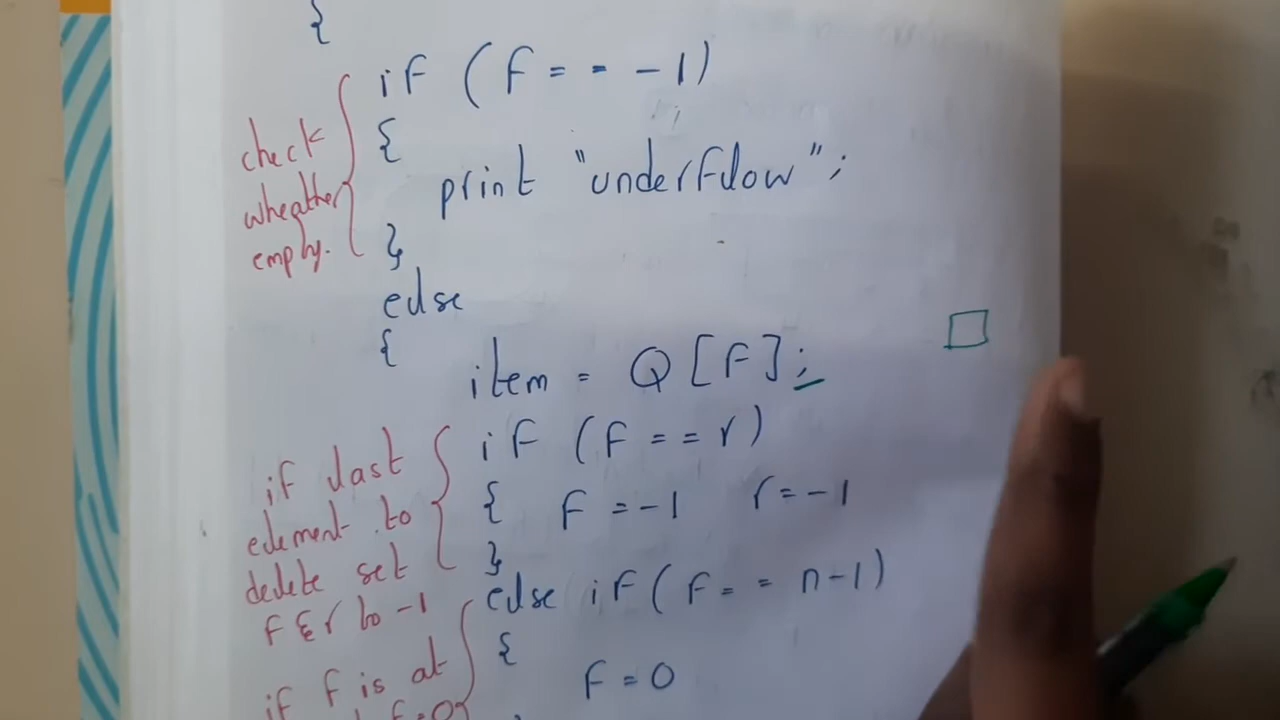 {
if (F = = -1)
{
check
print "underflow";
wheather
empty.
}
else
{
item = Q[F];
if (F = = r)
if last
{ F = -1 r = -1
element to
}
delete set
else if (F = = n-1)
F & r to -1
{
if F is at
F = 0
F=0